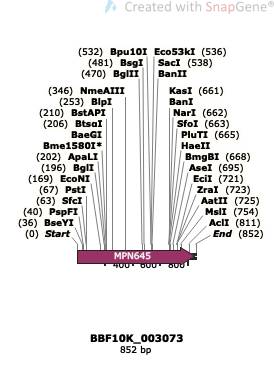 Created with SnapGene®
(532) Bpu10I Eco53kI (536)
(481) BsgI SacI (538)
(470) BglII BanII
(346) NmeAIII KasI (661)
(253) BlpI BanI
(210) BstAPI NarI (662)
(206) BtsαI SfoI (663)
BaeGI PluTI (665)
Bme1580I* HaeII
(202) ApaLI BmgBI (668)
(196) BglI AseI (695)
(169) EcoNI EciI (721)
(67) PstI ZraI (723)
(63) SfcI AatII (725)
(40) PspFI MslI (754)
(36) BseYI AclI (811)
(0) Start End (852)
MPN645
400 600 800
BBF10K_003073
852 bp